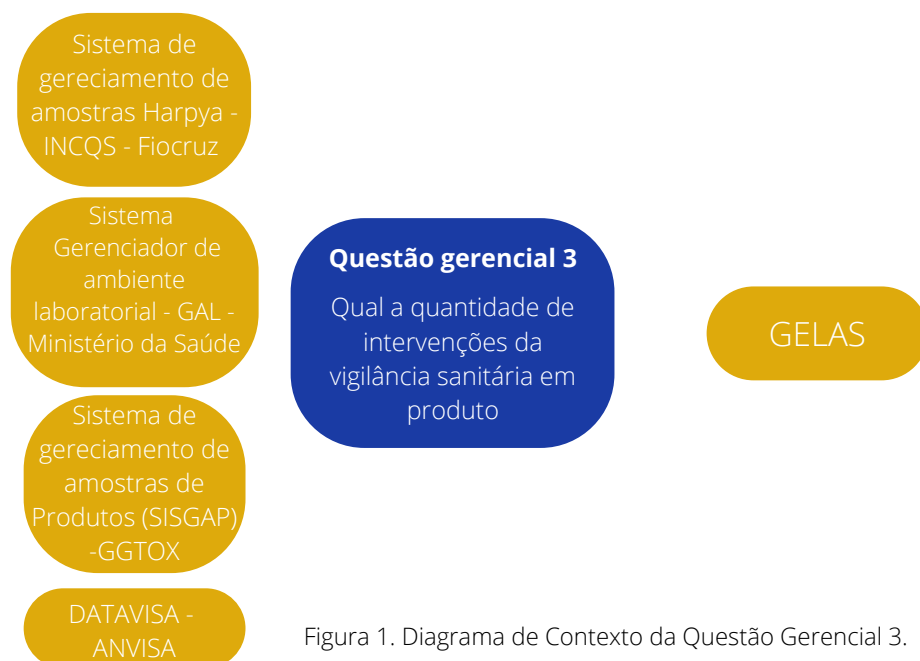 Sistema de
gereciamento de
amostras Harpya -
INCQS - Fiocruz
Sistema
Gerenciador de
ambiente
laboratorial - GAL -
Ministério da Saúde
Sistema de
gereciamento de
amostras de
Produtos (SISGAP)
-GGTOX
DATAVISA -
ANVISA
Questão gerencial 3
Qual a quantidade de
intervenções da
vigilância sanitária em
produto
GELAS
Figura 1. Diagrama de Contexto da Questão Gerencial 3.